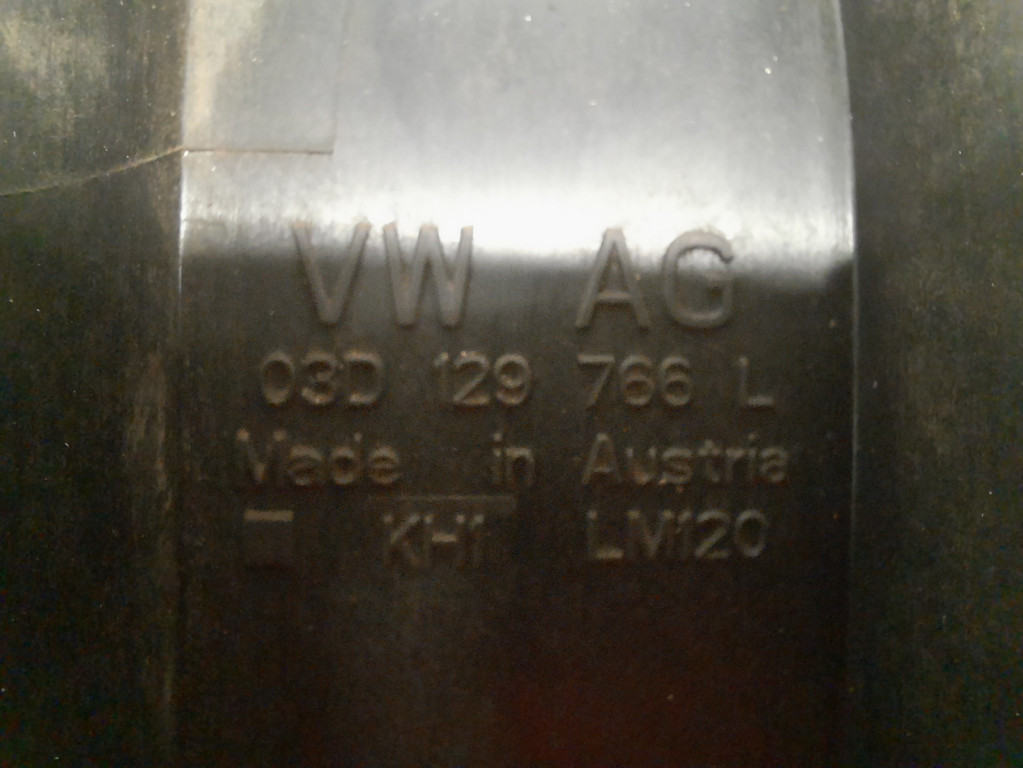 VW AG
03D 129 766 L
Made in Austria
KH1 LM120